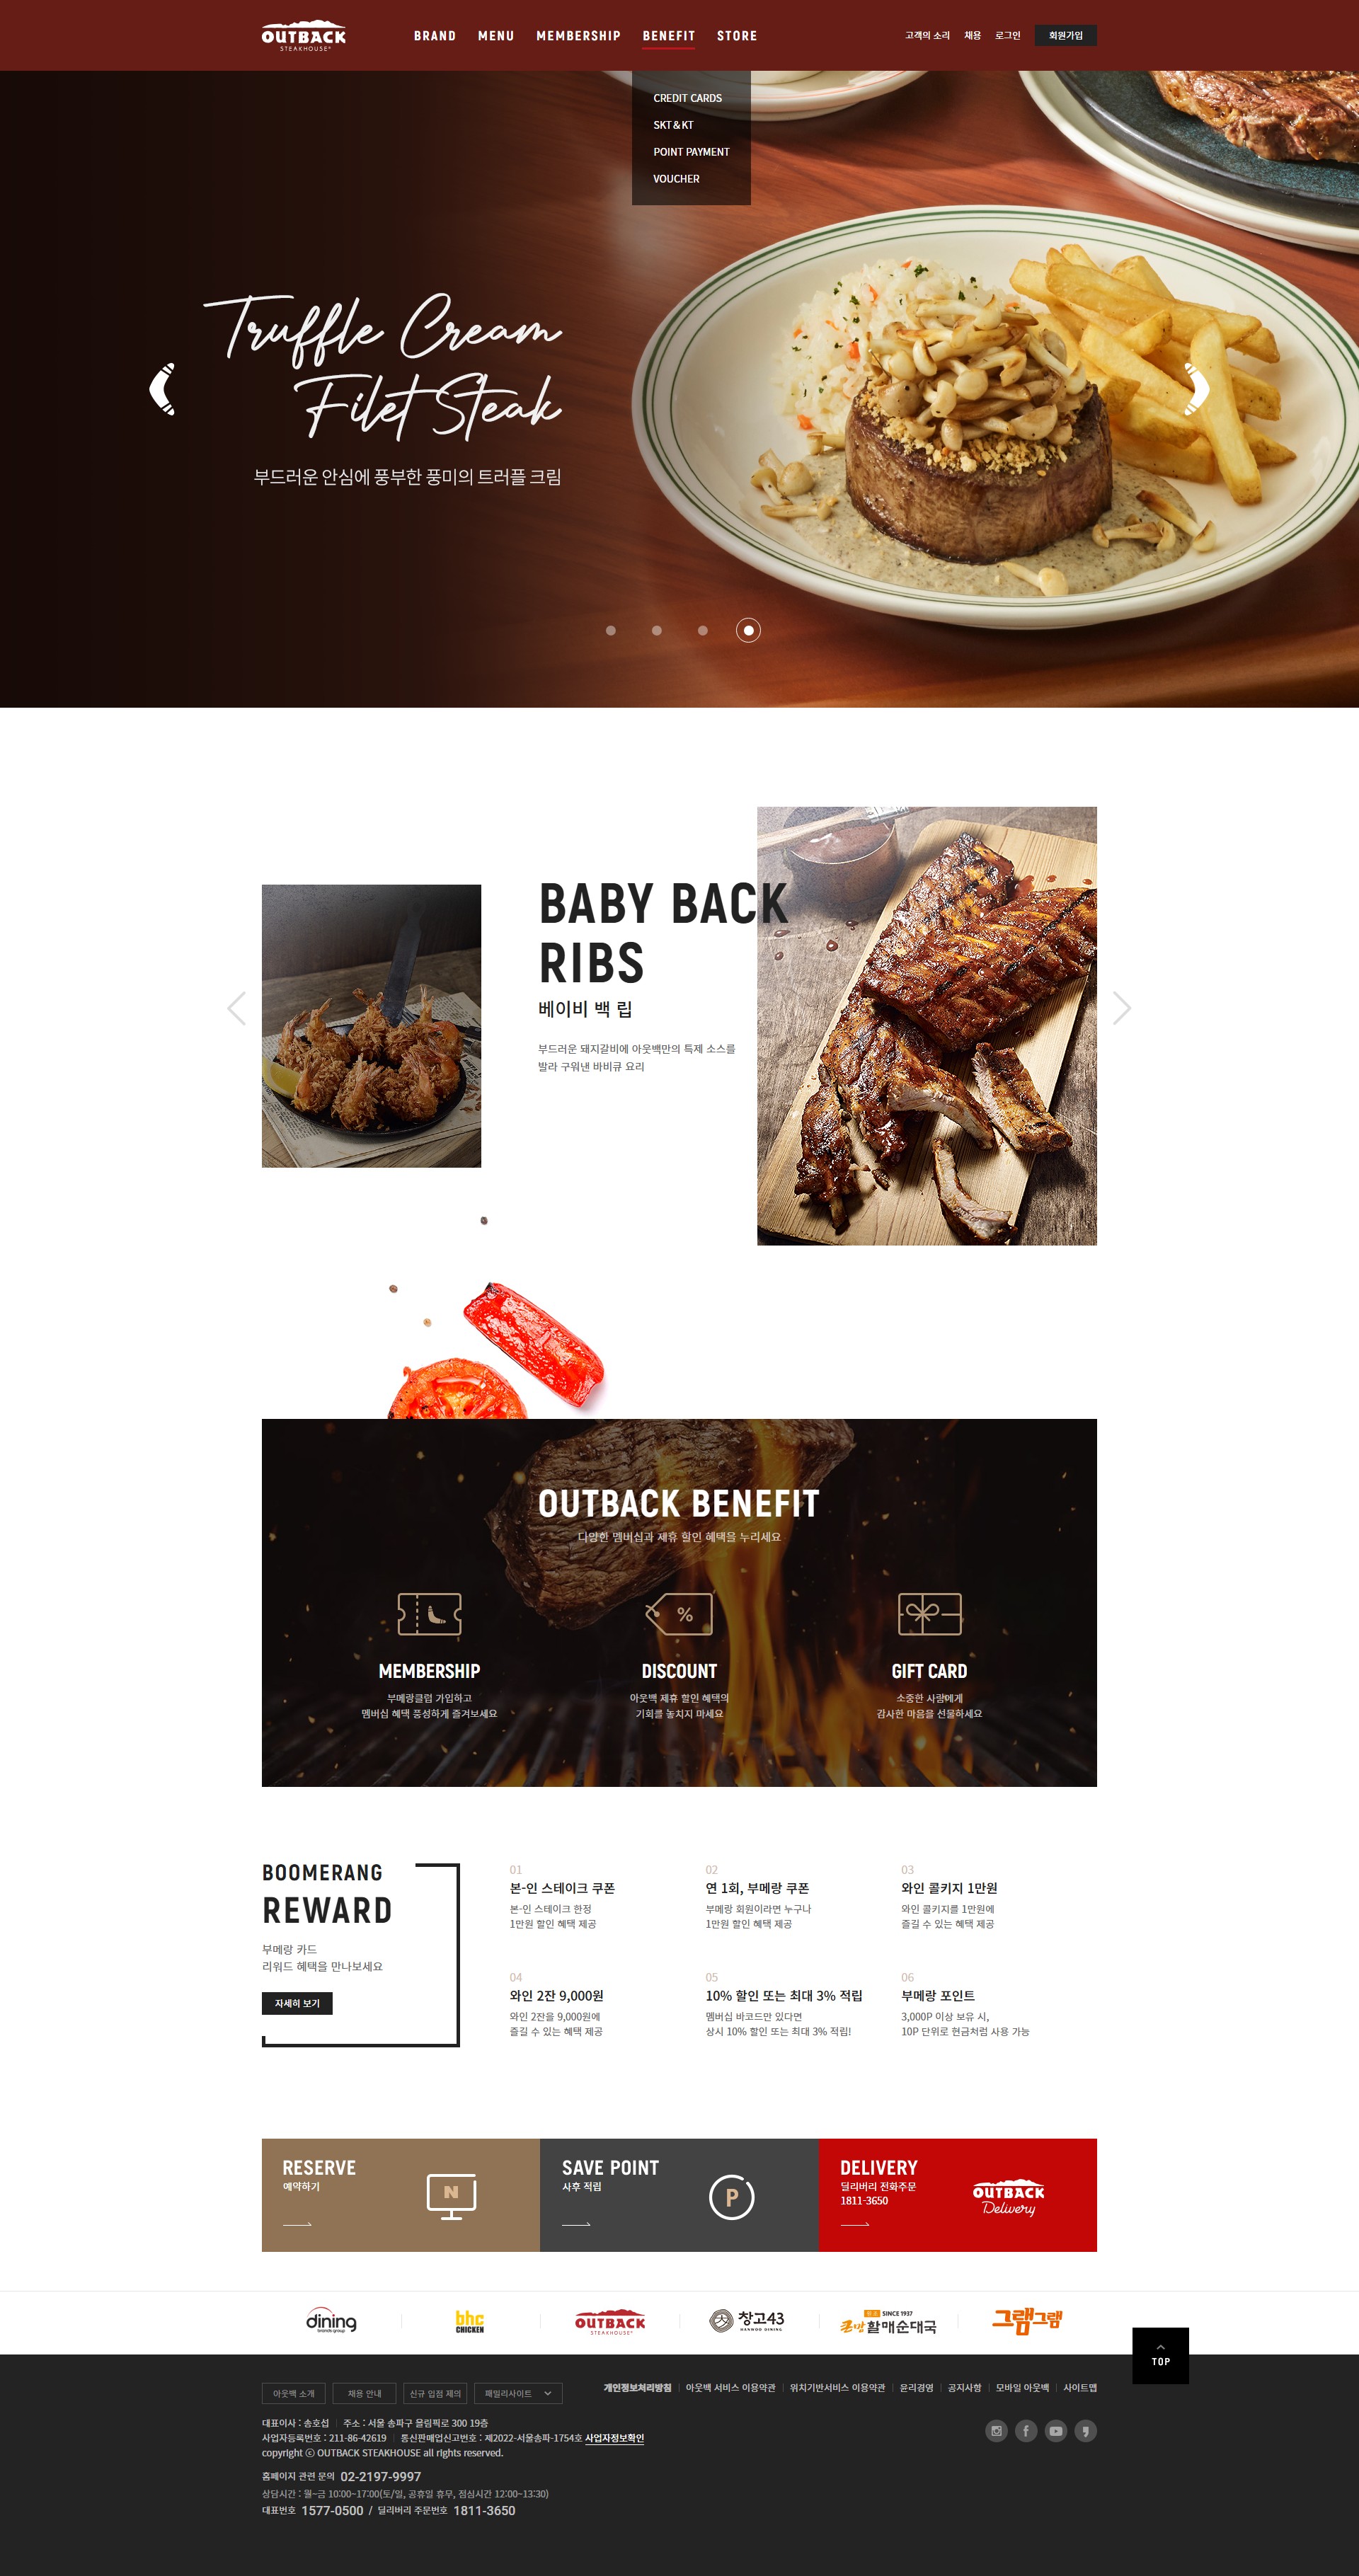 OUTBACK
STEAKHOUSE
BRAND MENU MEMBERSHIP BENEFIT STORE
고객의 소리 채용 로그인 회원가입
CREDIT CARDS
SKT & KT
POINT PAYMENT
VOUCHER
Truffle Cream
Filet Steak
부드러운 안심에 풍부한 풍미의 트러플 크림
BABY BACK
RIBS
베이비 백 립
부드러운 돼지갈비에 아웃백만의 특제 소스를
발라 구워낸 바비큐 요리
OUTBACK BENEFIT
다양한 멤버십과 제휴 할인 혜택을 누리세요
%
MEMBERSHIP
부메랑클럽 가입하고
멤버십 혜택 풍성하게 즐겨보세요
DISCOUNT
아웃백 제휴 할인 혜택의
기회를 놓치지 마세요
GIFT CARD
소중한 사람에게
감사한 마음을 선물하세요
BOOMERANG
REWARD
부메랑 카드
리워드 혜택을 만나보세요
자세히 보기
01
본-인 스테이크 쿠폰
본-인 스테이크 한정
1만원 할인 혜택 제공
02
연 1회, 부메랑 쿠폰
부메랑 회원이라면 누구나
1만원 할인 혜택 제공
03
와인 콜키지 1만원
와인 콜키지를 1만원에
즐길 수 있는 혜택 제공
04
와인 2잔 9,000원
와인 2잔을 9,000원에
즐길 수 있는 혜택 제공
05
10% 할인 또는 최대 3% 적립
멤버십 바코드만 있다면
상시 10% 할인 또는 최대 3% 적립!
06
부메랑 포인트
3,000P 이상 보유 시,
10P 단위로 현금처럼 사용 가능
RESERVE
예약하기
N
SAVE POINT
사후 적립
P
DELIVERY
딜리버리 전화주문
1811-3650
OUTBACK
Delivery
dining
brands group
bhc
CHICKEN
OUTBACK
STEAKHOUSE
창고43
HANWOO DINING
SINCE 1937
큰맘할매순대국
그램그램
TOP
아웃백 소개 채용 안내 신규 입점 제의 패밀리사이트
개인정보처리방침 아웃백 서비스 이용약관 위치기반서비스 이용약관 윤리경영 공지사항 모바일 아웃백 사이트맵
대표이사 : 송호섭 주소 : 서울 송파구 올림픽로 300 19층
사업자등록번호 : 211-86-42619 통신판매업신고번호 : 제2022-서울송파-1754호 사업자정보확인
copyright ⓒ OUTBACK STEAKHOUSE all rights reserved.
홈페이지 관련 문의 02-2197-9997
상담시간 : 월~금 10:00~17:00(토/일, 공휴일 휴무, 점심시간 12:00~13:30)
대표번호 1577-0500 / 딜리버리 주문번호 1811-3650